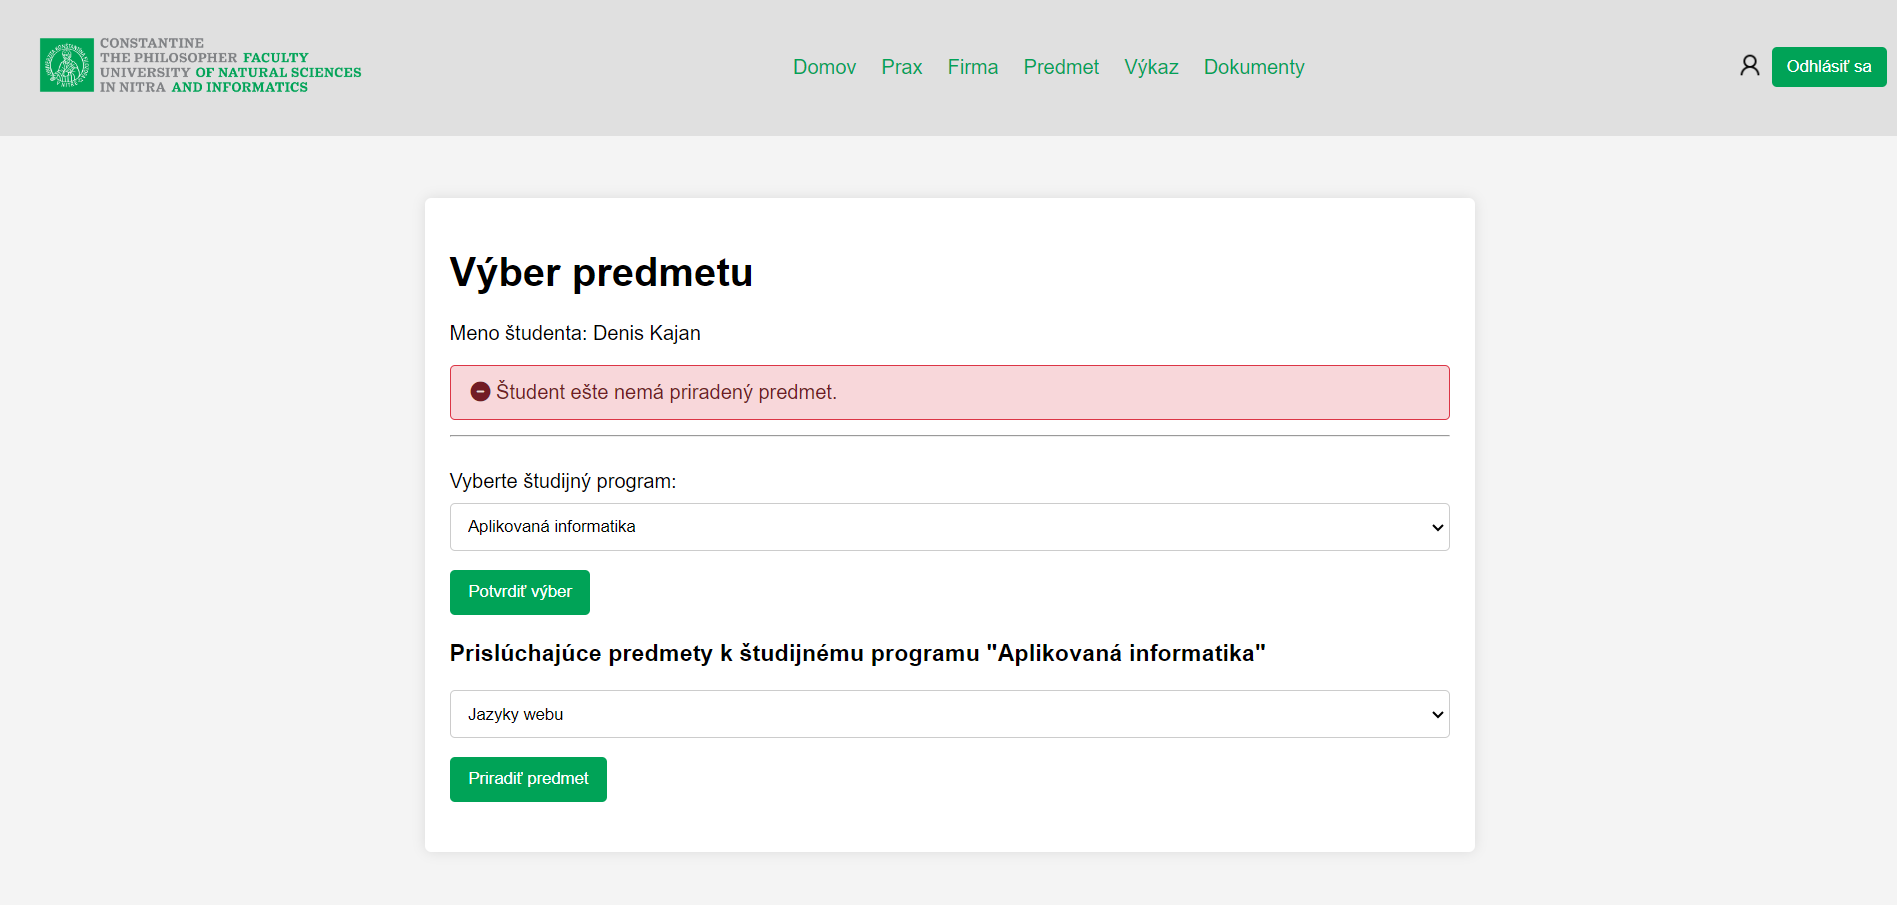 CONSTANTINE
THE PHILOSOPHER FACULTY
UNIVERSITY OF NATURAL SCIENCES
IN NITRA AND INFORMATICS
Domov Prax Firma Predmet Výkaz Dokumenty
Odhlásiť sa
Výber predmetu
Meno študenta: Denis Kajan
Študent ešte nemá priradený predmet.
Vyberte študijný program:
Aplikovaná informatika
Potvrdiť výber
Prislúchajúce predmety k študijnému programu "Aplikovaná informatika"
Jazyky webu
Priradiť predmet